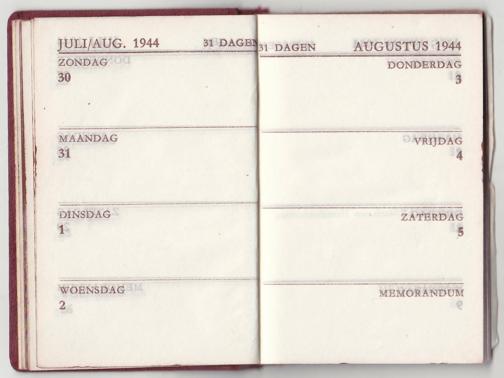 JULI/AUG. 1944 31 DAGEN
ZONDAG
30
MAANDAG
31
DINSDAG
1
WOENSDAG
2
31 DAGEN AUGUSTUS 1944
DONDERDAG
3
VRIJDAG
4
ZATERDAG
5
MEMORANDUM